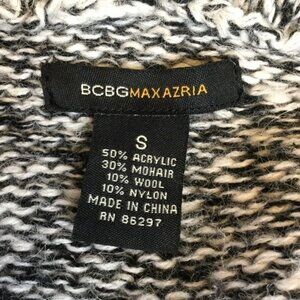 BCBGMAXAZRIA
S
50% ACRYLIC
30% MOHAIR
10% WOOL
10% NYLON
MADE IN CHINA
RN 86297